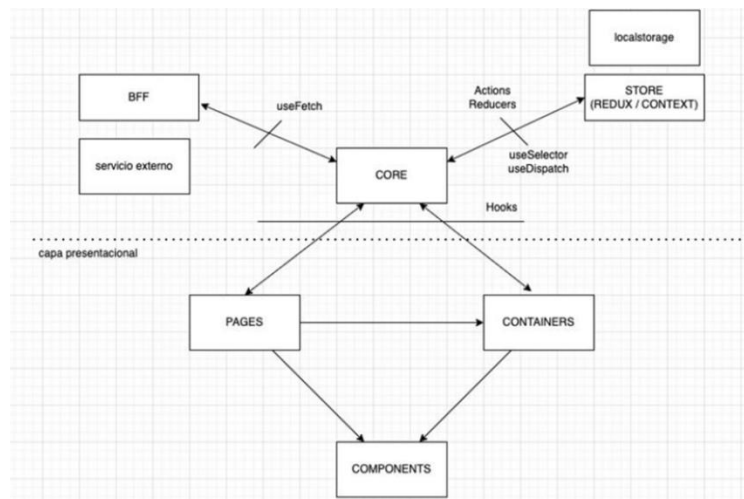 localstorage
BFF
useFetch
Actions
Reducers
STORE
(REDUX / CONTEXT)
servicio externo
CORE
useSelector
useDispatch
Hooks
capa presentacional
PAGES
CONTAINERS
COMPONENTS